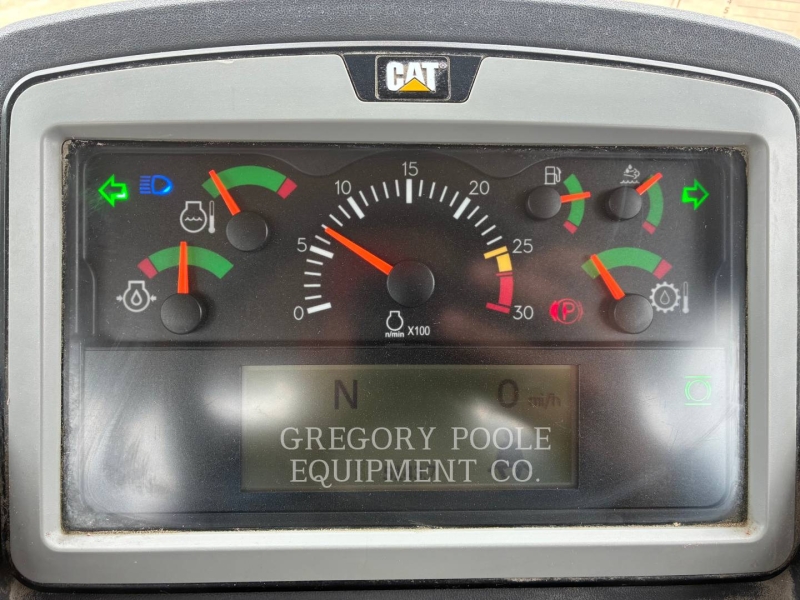 CAT
0
5
10
15
20
25
30
n/min X100
P
N 0 mi/h
GREGORY POOLE
EQUIPMENT CO.